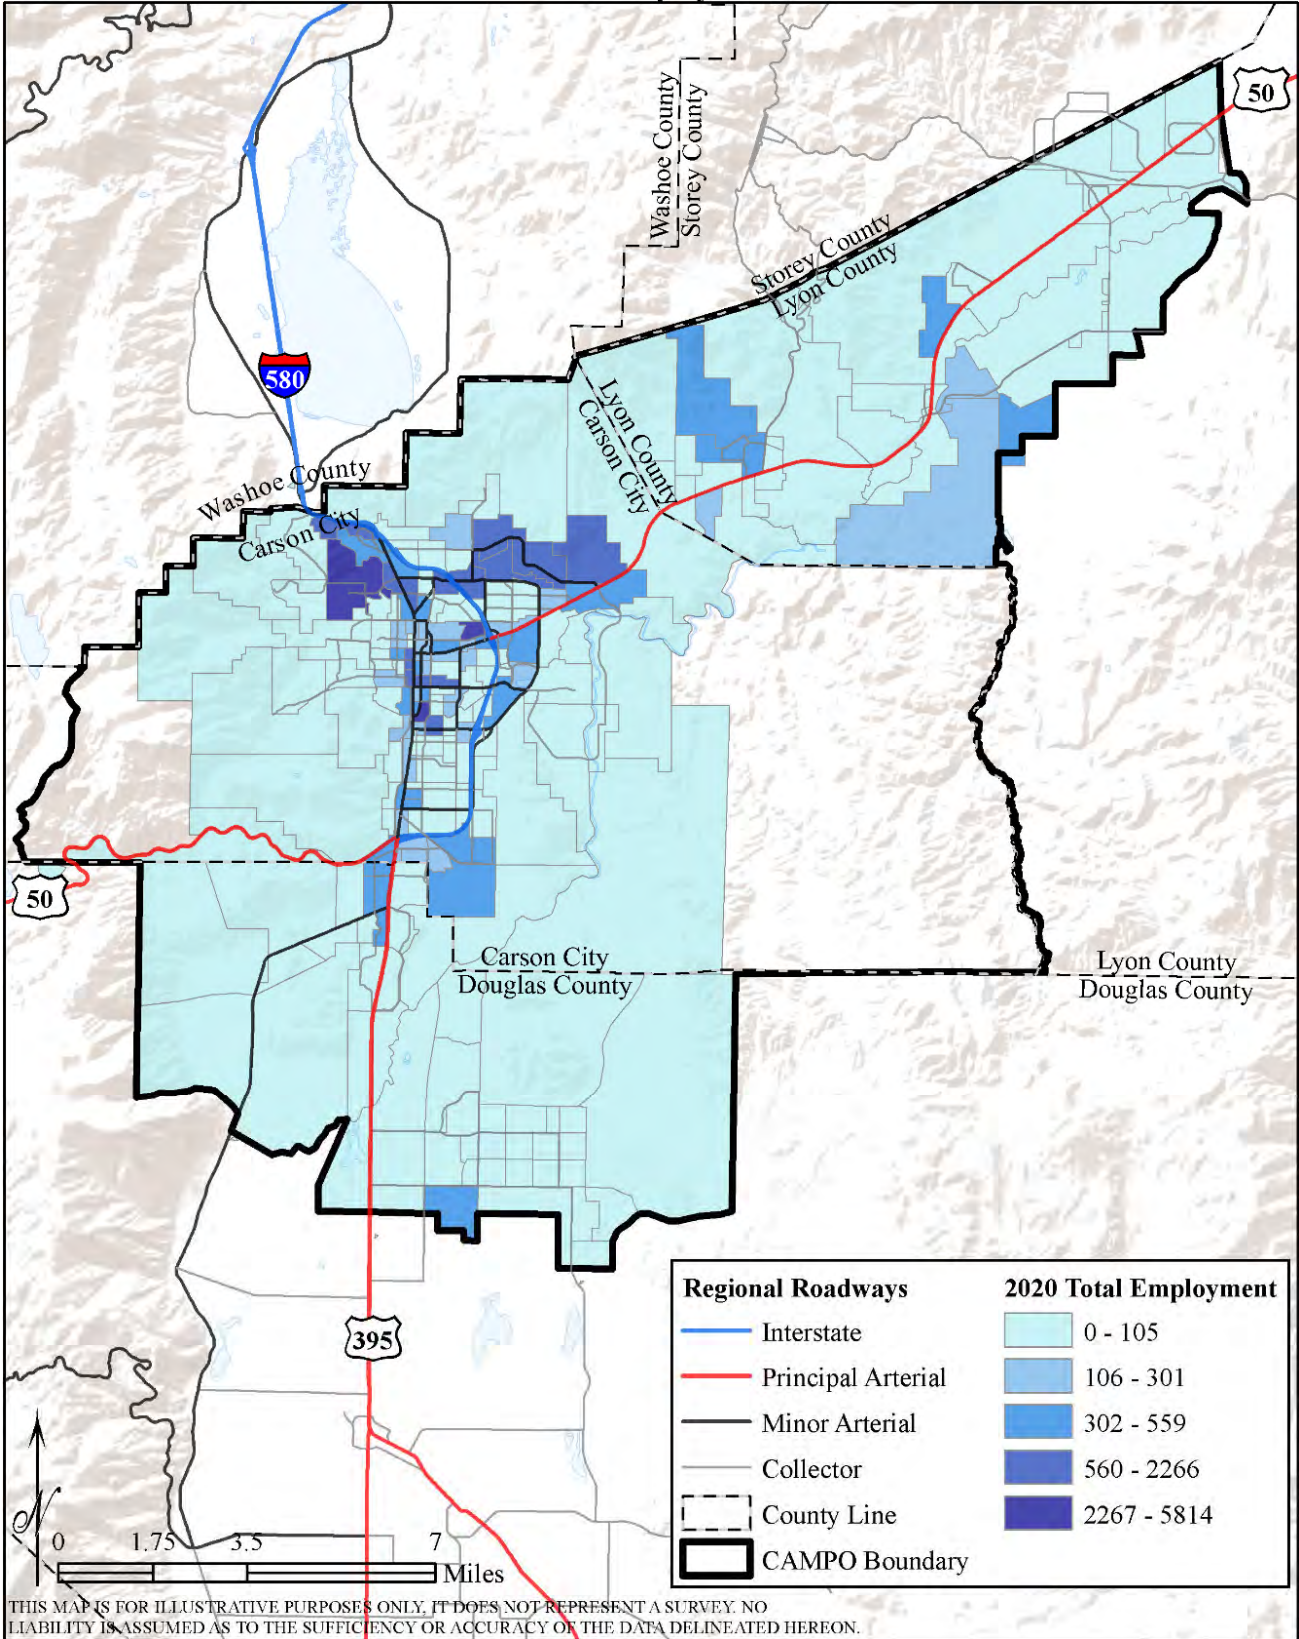 Washoe County
Storey County
50
Storey County
Lyon County
580
Lyon County
Carson City
Washoe County
Carson City
50
Carson City
Douglas County
Lyon County
Douglas County
395
Regional Roadways
Interstate
Principal Arterial
Minor Arterial
Collector
County Line
CAMPO Boundary
2020 Total Employment
0 - 105
106 - 301
302 - 559
560 - 2266
2267 - 5814
N
0 1.75 3.5 7
Miles
THIS MAP IS FOR ILLUSTRATIVE PURPOSES ONLY, IT DOES NOT REPRESENT A SURVEY. NO
LIABILITY IS ASSUMED AS TO THE SUFFICIENCY OR ACCURACY OF THE DATA DELINEATED HEREON.